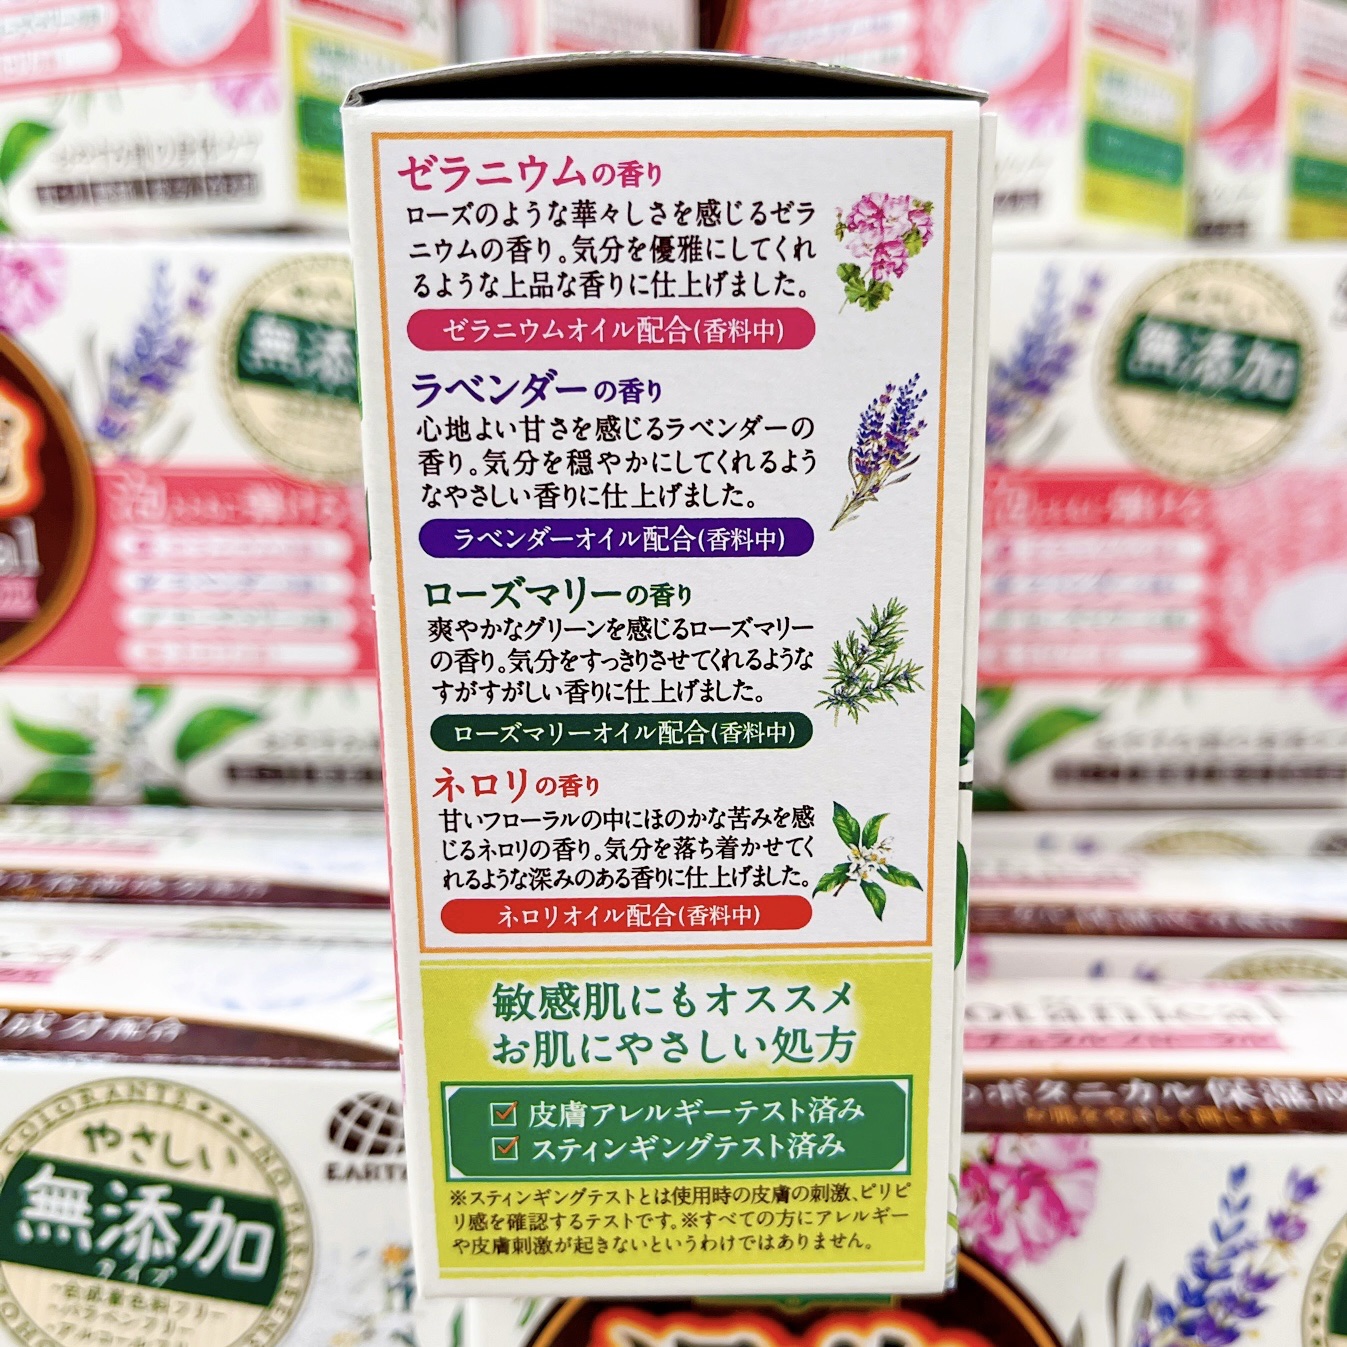 ゼラニウムの香り
ローズのような華々しさを感じるゼラ
ニウムの香り。気分を優雅にしてくれ
るような上品な香りに仕上げました。
ゼラニウムオイル配合(香料中)
ラベンダーの香り
心地よい甘さを感じるラベンダーの
香り。気分を穏やかにしてくれるよう
なやさしい香りに仕上げました。
ラベンダーオイル配合(香料中)
ローズマリーの香り
爽やかなグリーンを感じるローズマリー
の香り。気分をすっきりさせてくれるような
すがすがしい香りに仕上げました。
ローズマリーオイル配合(香料中)
ネロリの香り
甘いフローラルの中にほのかな苦みを感
じるネロリの香り。気分を落ち着かせてく
れるような深みのある香りに仕上げました。
ネロリオイル配合(香料中)
敏感肌にもオススメ
お肌にやさしい処方
皮膚アレルギーテスト済み
スティンギングテスト済み
※スティンギングテストとは使用時の皮膚の刺激、ピリピ
リ感を確認するテストです。※すべての方にアレルギー
や皮膚刺激が起きないというわけではありません。
無添加
無添加
成分配合
ボタニカル保湿成
COLORANTS
やさしい
無添加
タイプ
EARTH